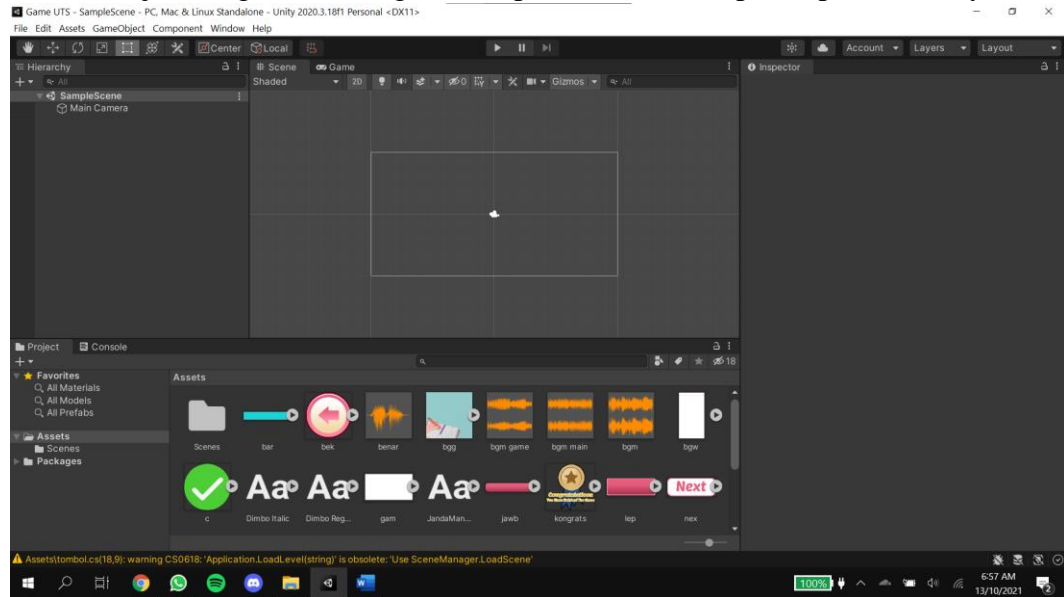 Game UTS - SampleScene - PC, Mac & Linux Standalone - Unity 2020.3.18f1 Personal <DX11>
File Edit Assets GameObject Component Window Help
Center Local Account Layers Layout
Hierarchy Scene Game Inspector
All Shaded 2D 0 Gizmos All
SampleScene
Main Camera
Project Console
18
Favorites Assets
All Materials
All Models
All Prefabs
Assets
Scenes
Packages
Scenes bar bek benar bgg bgm game bgm main bgm bgw
Aa Aa Aa Congratulations Next
c Dimbo Italic Dimbo Reg... gam JandaMan... jawb kongrats lep nex
Assets\tombol.cs(18,9): warning CS0618: 'Application.LoadLevel(string)' is obsolete: 'Use SceneManager.LoadScene'
100% 6:57 AM
13/10/2021 2